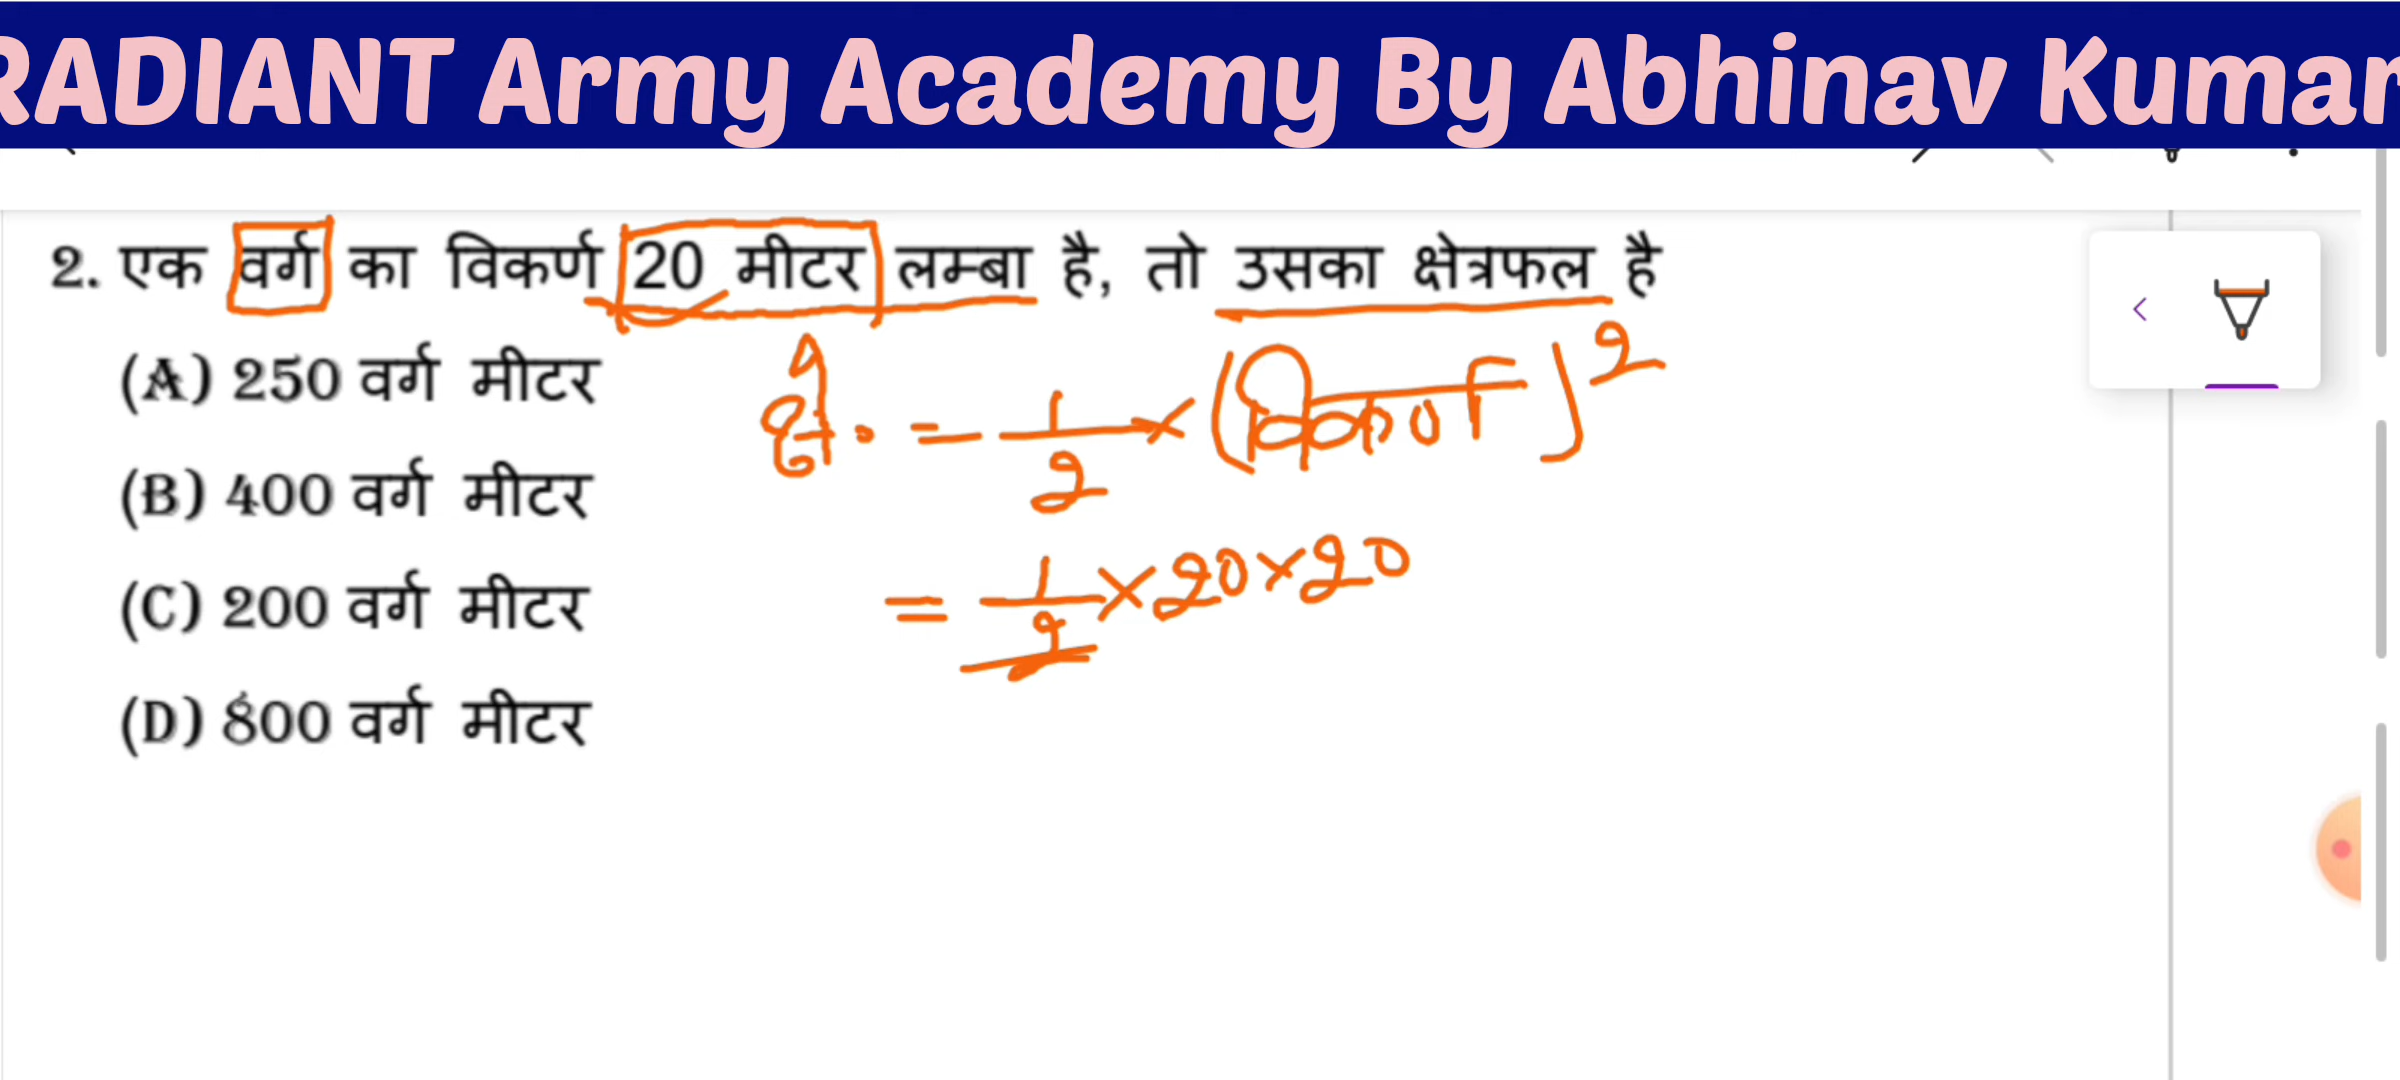 RADIANT Army Academy By Abhinav Kumar
2. एक वर्ग का विकर्ण 20 मीटर लम्बा है, तो उसका क्षेत्रफल है
(A) 250 वर्ग मीटर
(B) 400 वर्ग मीटर
(C) 200 वर्ग मीटर
(D) 800 वर्ग मीटर
क्षे. = 1/2 × (विकर्ण)²
= 1/2 × 20 × 20